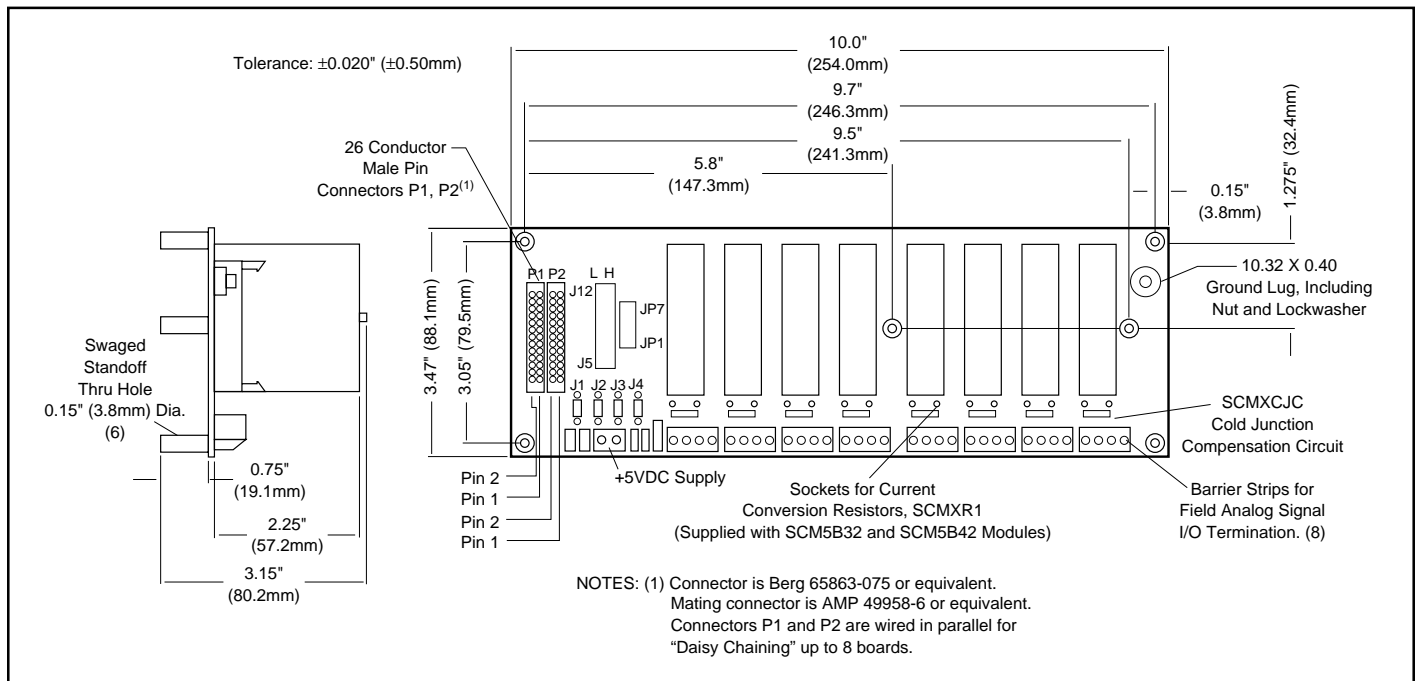 Tolerance: ±0.020" (±0.50mm)
10.0"
(254.0mm)
9.7"
(246.3mm)
9.5"
(241.3mm)
5.8"
(147.3mm)
0.15"
(3.8mm)
1.275" (32.4mm)
26 Conductor
Male Pin
Connectors P1, P2(1)
10.32 X 0.40
Ground Lug, Including
Nut and Lockwasher
P1 P2
L H
J12
JP7
JP1
J5
J1 J2 J3 J4
3.47" (88.1mm)
3.05" (79.5mm)
Swaged
Standoff
Thru Hole
0.15" (3.8mm) Dia.
(6)
0.75"
(19.1mm)
2.25"
(57.2mm)
3.15"
(80.2mm)
Pin 2
Pin 1
Pin 2
Pin 1
+5VDC Supply
Sockets for Current
Conversion Resistors, SCMXR1
(Supplied with SCM5B32 and SCM5B42 Modules)
SCMXCJC
Cold Junction
Compensation Circuit
Barrier Strips for
Field Analog Signal
I/O Termination. (8)
NOTES: (1) Connector is Berg 65863-075 or equivalent.
Mating connector is AMP 49958-6 or equivalent.
Connectors P1 and P2 are wired in parallel for
“Daisy Chaining” up to 8 boards.